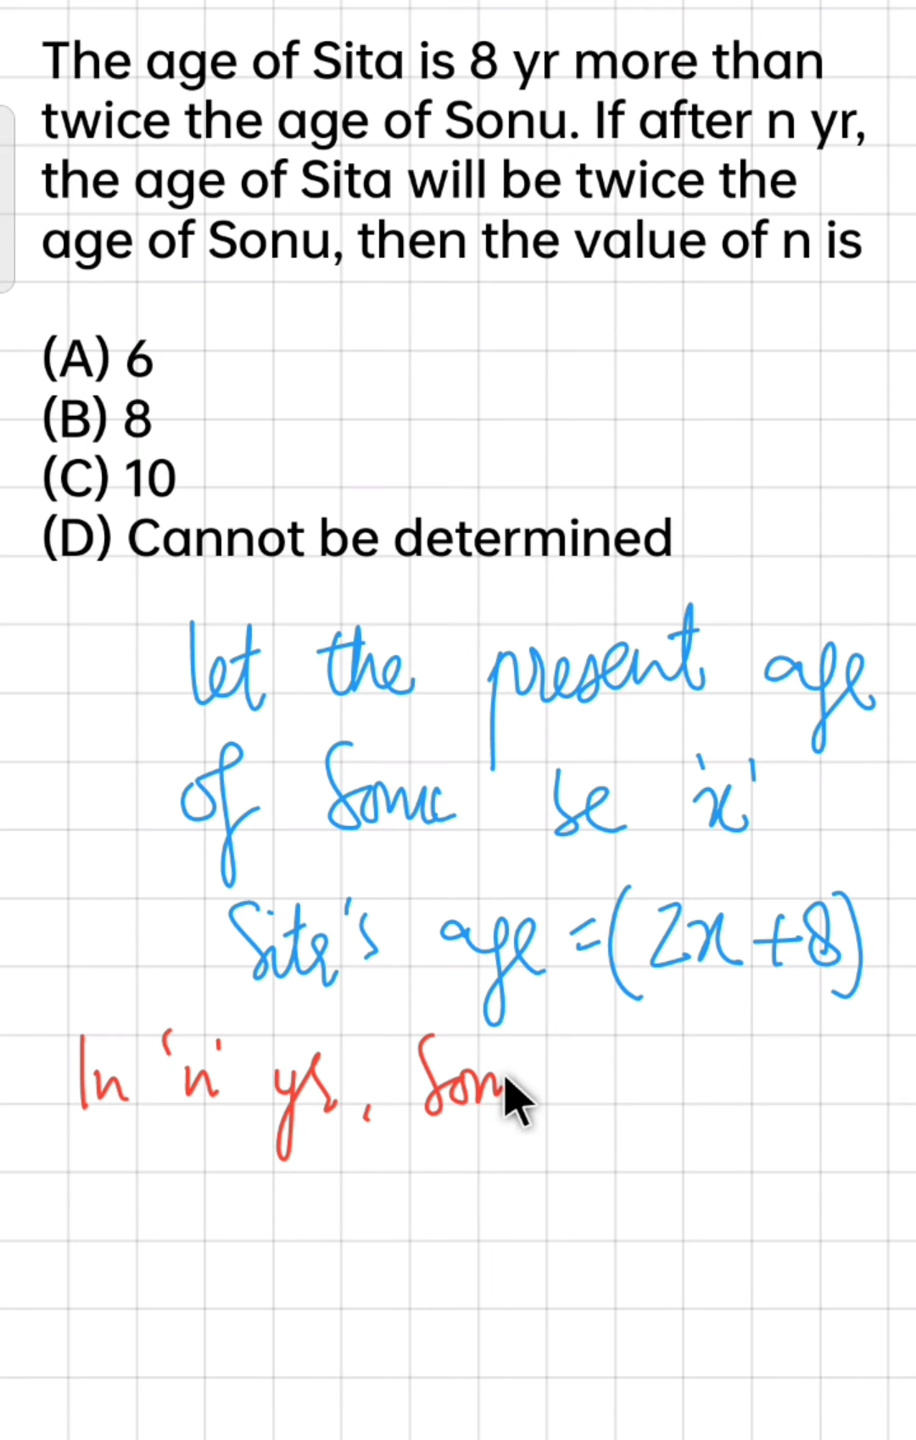 The age of Sita is 8 yr more than
twice the age of Sonu. If after n yr,
the age of Sita will be twice the
age of Sonu, then the value of n is
(A) 6
(B) 8
(C) 10
(D) Cannot be determined
let the present age
of Sonu be 'x'
Sita's age =(2x+8)
In 'n' ys, Son